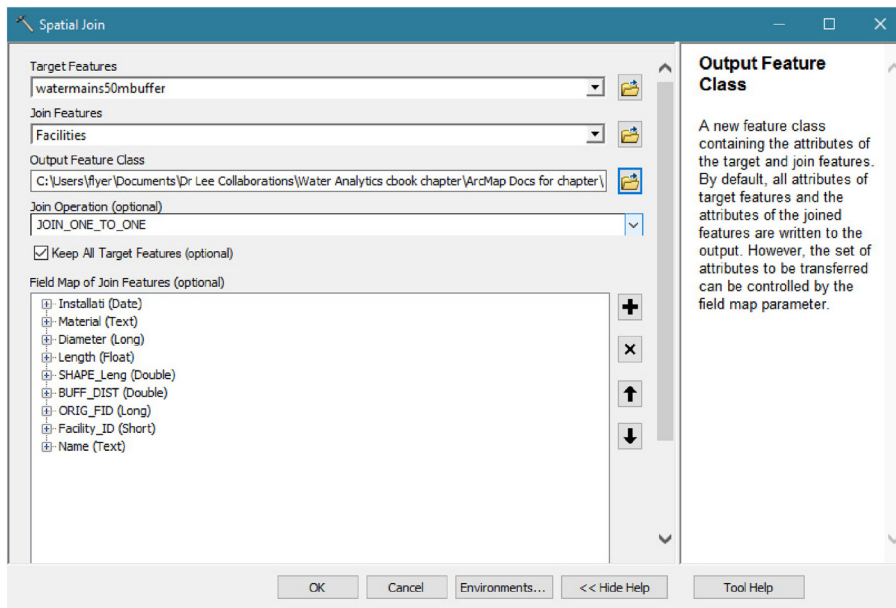 Spatial Join
Target Features
watermains50mbuffer
Join Features
Facilities
Output Feature Class
C:\Users\flyer\Documents\Dr Lee Collaborations\Water Analytics cbook chapter\ArcMap Docs for chapter\
Join Operation (optional)
JOIN_ONE_TO_ONE
Keep All Target Features (optional)
Field Map of Join Features (optional)
Installati (Date)
Material (Text)
Diameter (Long)
Length (Float)
SHAPE_Leng (Double)
BUFF_DIST (Double)
ORIG_FID (Long)
Facility_ID (Short)
Name (Text)
Output Feature
Class
A new feature class
containing the attributes of
the target and join features.
By default, all attributes of
target features and the
attributes of the joined
features are written to the
output. However, the set of
attributes to be transferred
can be controlled by the
field map parameter.
OK
Cancel
Environments...
<< Hide Help
Tool Help